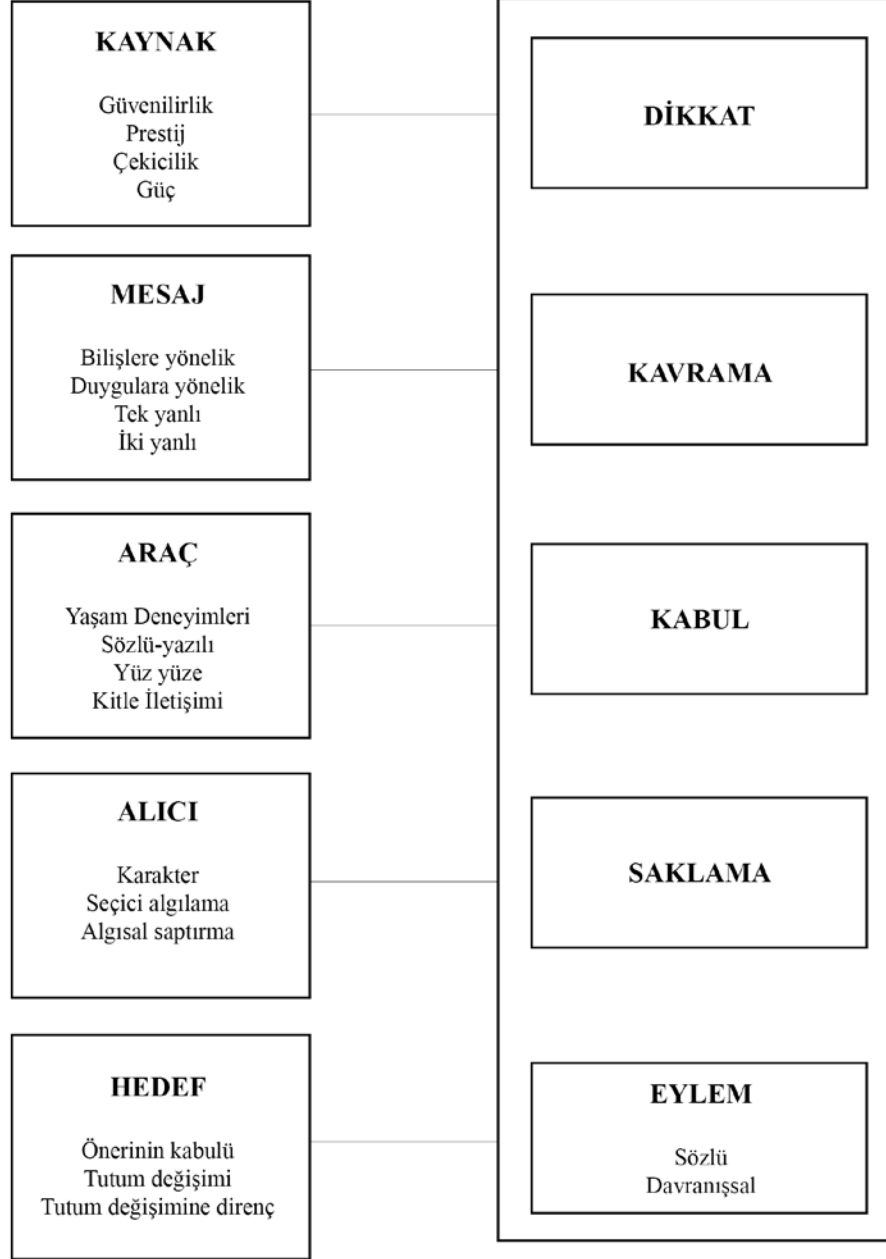 KAYNAK
Güvenilirlik
Prestij
Çekicilik
Güç
MESAJ
Bilişlere yönelik
Duygulara yönelik
Tek yanlı
İki yanlı
ARAÇ
Yaşam Deneyimleri
Sözlü-yazılı
Yüz yüze
Kitle İletişimi
ALICI
Karakter
Seçici algılama
Algısal saptırma
HEDEF
Önerinin kabulü
Tutum değişimi
Tutum değişimine direnç
DİKKAT
KAVRAMA
KABUL
SAKLAMA
EYLEM
Sözlü
Davranışsal